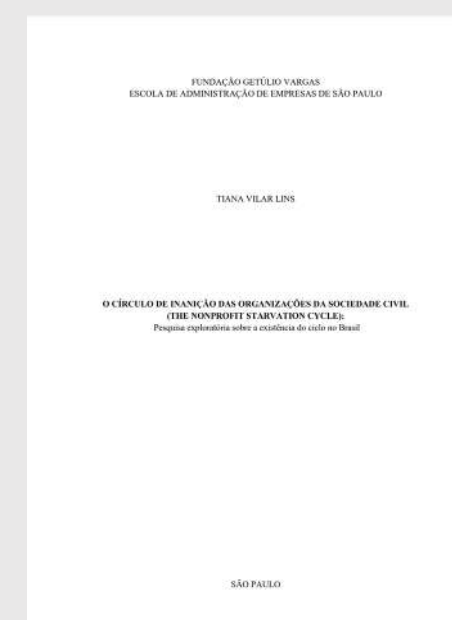 FUNDAÇÃO GETÚLIO VARGAS
ESCOLA DE ADMINISTRAÇÃO DE EMPRESAS DE SÃO PAULO
TIANA VILAR LINS
O CÍRCULO DE INANIÇÃO DAS ORGANIZAÇÕES DA SOCIEDADE CIVIL
(THE NONPROFIT STARVATION CYCLE):
Pesquisa exploratória sobre a existência do ciclo no Brasil
SÃO PAULO